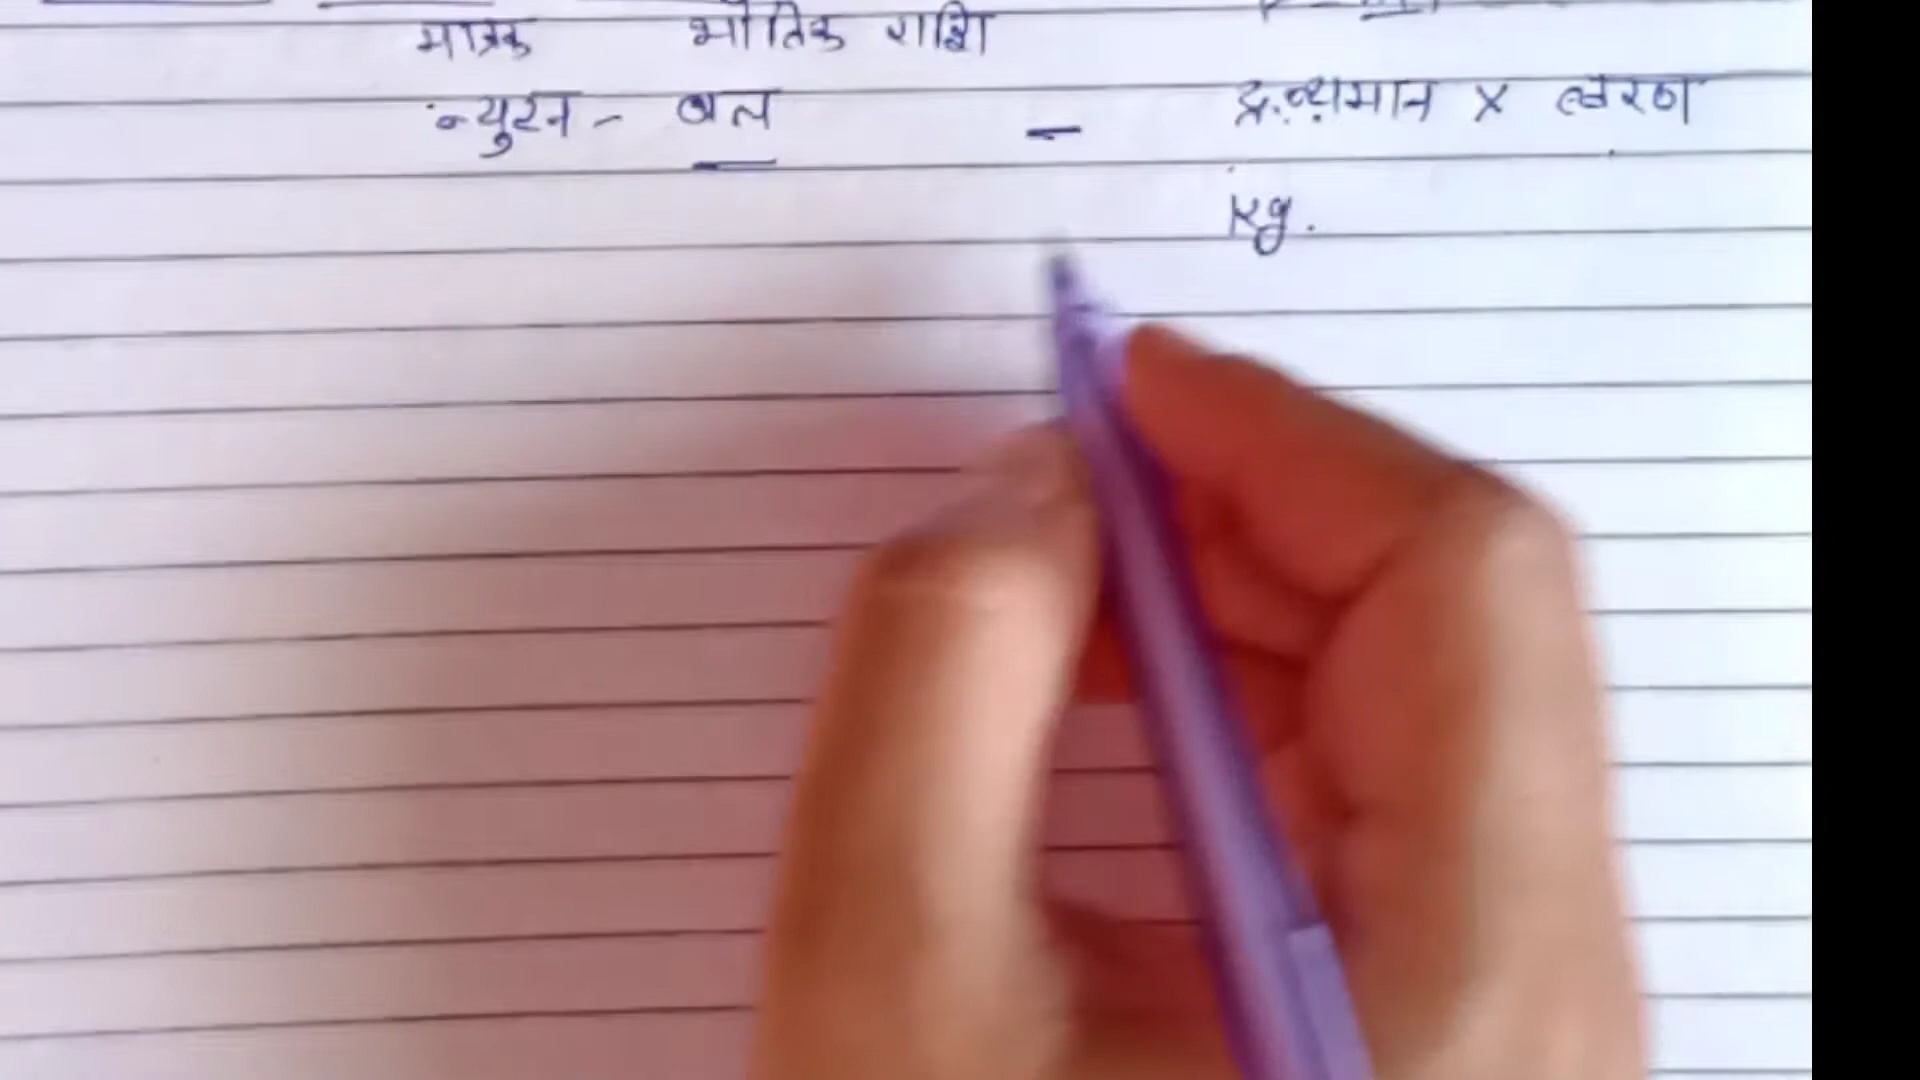 मात्रक भौतिक राशि
न्युटन - बल - द्रव्यमान x त्वरण
kg.